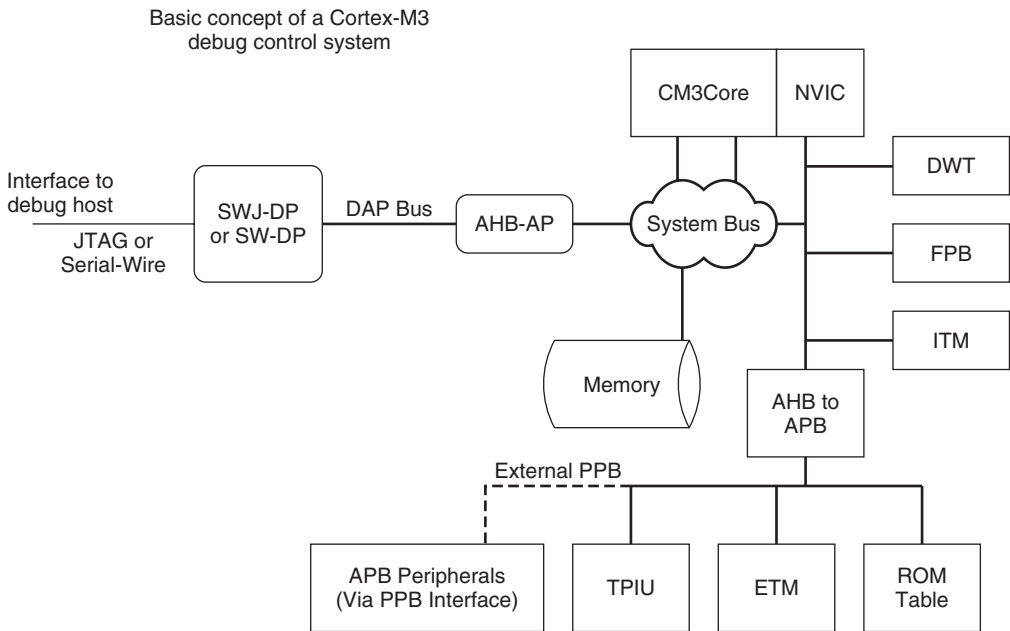 Basic concept of a Cortex-M3
debug control system
CM3Core
NVIC
DWT
Interface to
debug host
JTAG or
Serial-Wire
SWJ-DP
or SW-DP
DAP Bus
AHB-AP
System Bus
FPB
ITM
Memory
AHB to
APB
External PPB
APB Peripherals
(Via PPB Interface)
TPIU
ETM
ROM
Table